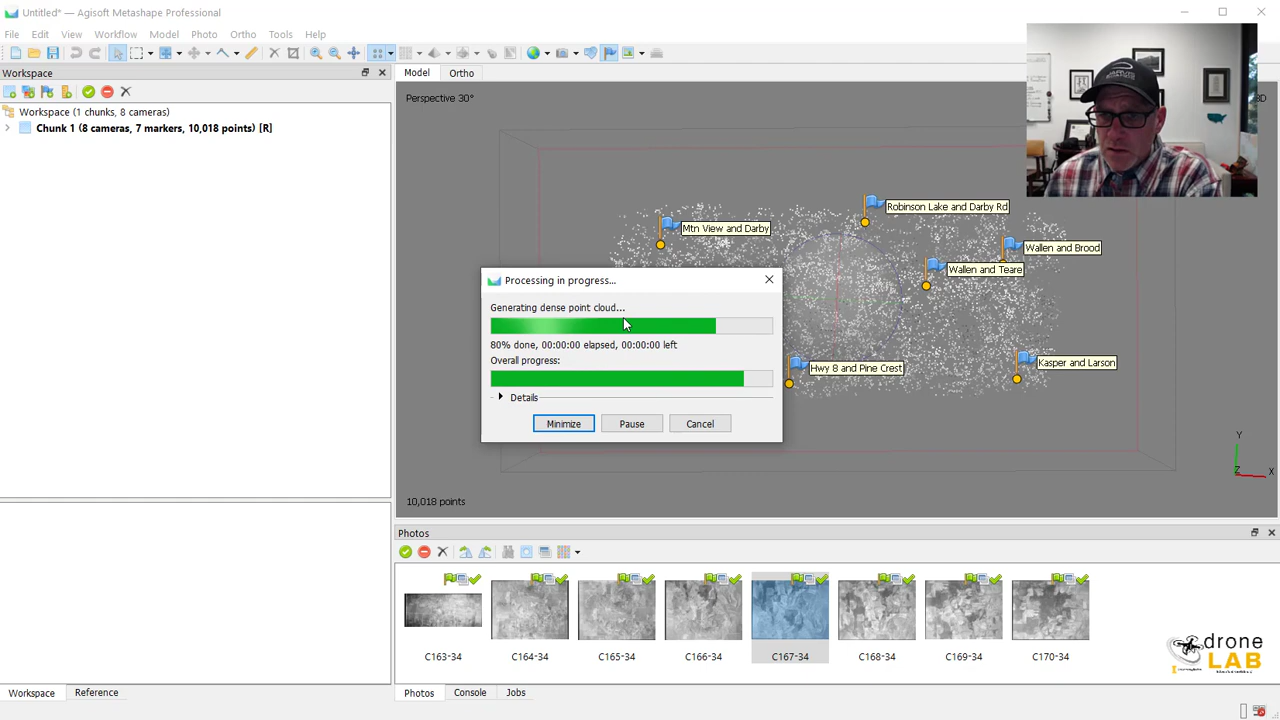 Untitled* — Agisoft Metashape Professional
File Edit View Workflow Model Photo Ortho Tools Help
Workspace
Model Ortho
Perspective 30°
Workspace (1 chunks, 8 cameras)
Chunk 1 (8 cameras, 7 markers, 10,018 points) [R]
Robinson Lake and Darby Rd
Mtn View and Darby
Wallen and Brood
Wallen and Teare
Processing in progress...
Generating dense point cloud...
80% done, 00:00:00 elapsed, 00:00:00 left
Overall progress:
Hwy 8 and Pine Crest
Kasper and Larson
Details
Minimize Pause Cancel
Y
X
Z
10,018 points
Photos
C163-34 C164-34 C165-34 C166-34 C167-34 C168-34 C169-34 C170-34
drone
LAB
Workspace Reference
Photos Console Jobs